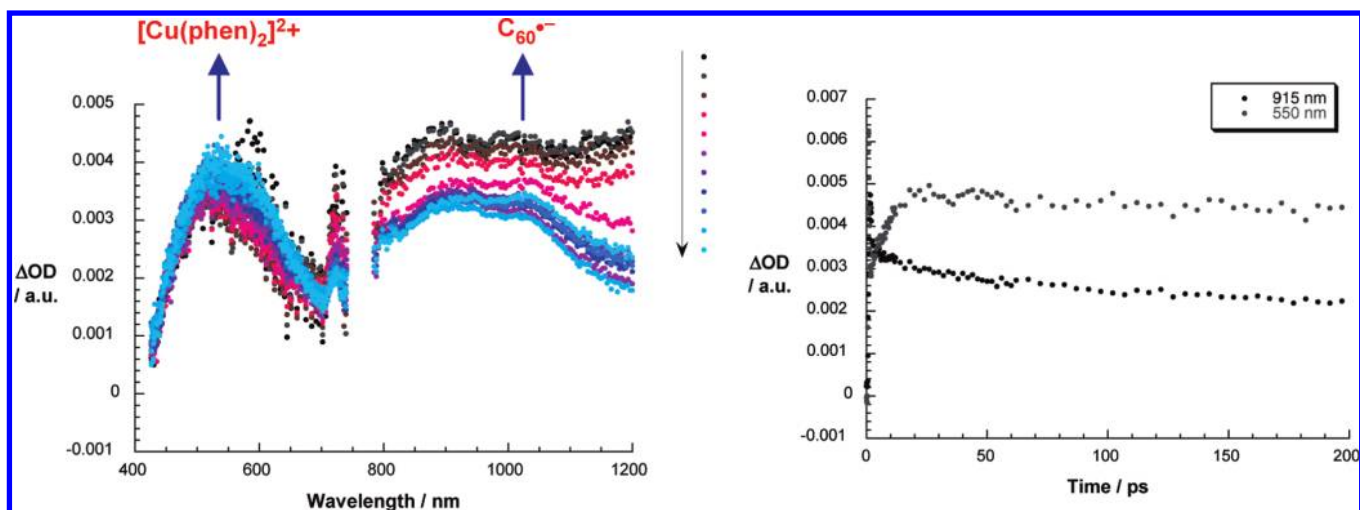 [Cu(phen)₂]²⁺
C₆₀•−
0.005
0.004
0.003
ΔOD
0.002
/ a.u.
0.001
0
-0.001
400 600 800 1000 1200
Wavelength / nm
0.007
915 nm
550 nm
0.006
0.005
0.004
ΔOD
0.003
/ a.u.
0.002
0.001
0
-0.001
0 50 100 150 200
Time / ps